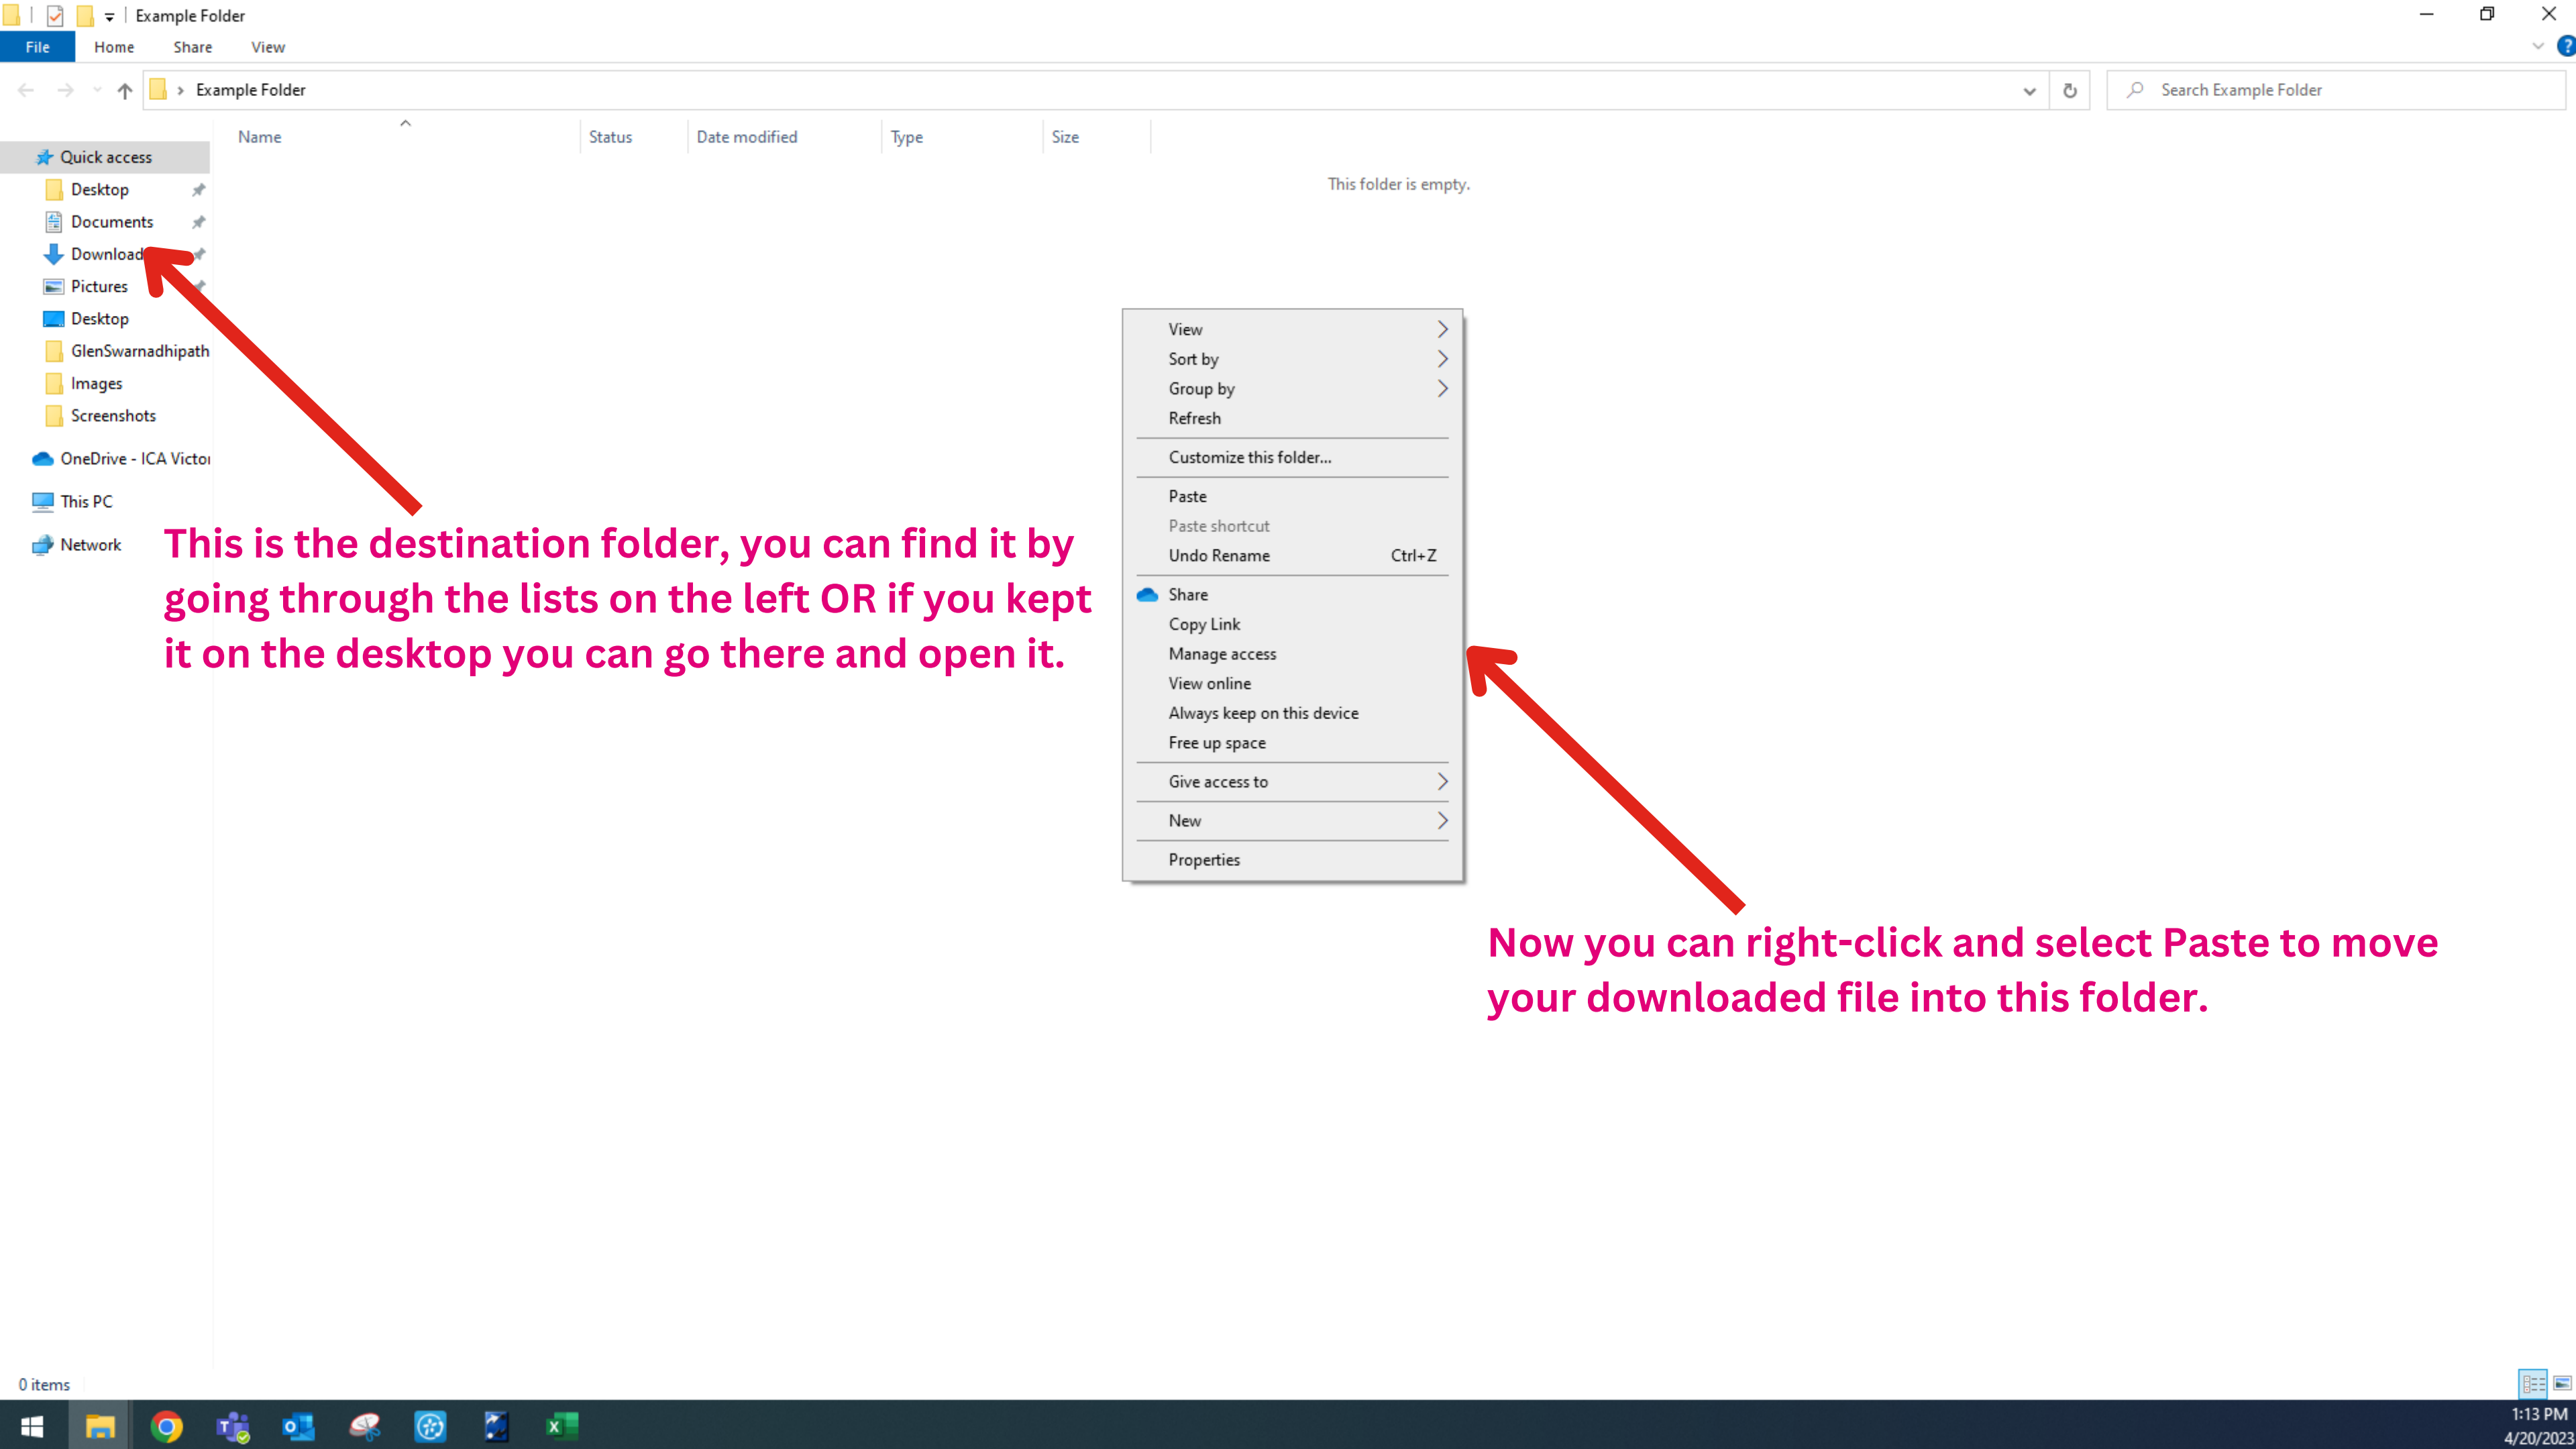 Example Folder
File Home Share View
Example Folder
Search Example Folder
Name Status Date modified Type Size
This folder is empty.
Quick access
Desktop
Documents
Download
Pictures
Desktop
GlenSwarnadhipath
Images
Screenshots
OneDrive - ICA Victor
This PC
Network
This is the destination folder, you can find it by
going through the lists on the left OR if you kept
it on the desktop you can go there and open it.
View
Sort by
Group by
Refresh
Customize this folder...
Paste
Paste shortcut
Undo Rename Ctrl+Z
Share
Copy Link
Manage access
View online
Always keep on this device
Free up space
Give access to
New
Properties
Now you can right-click and select Paste to move
your downloaded file into this folder.
0 items
1:13 PM
4/20/2023